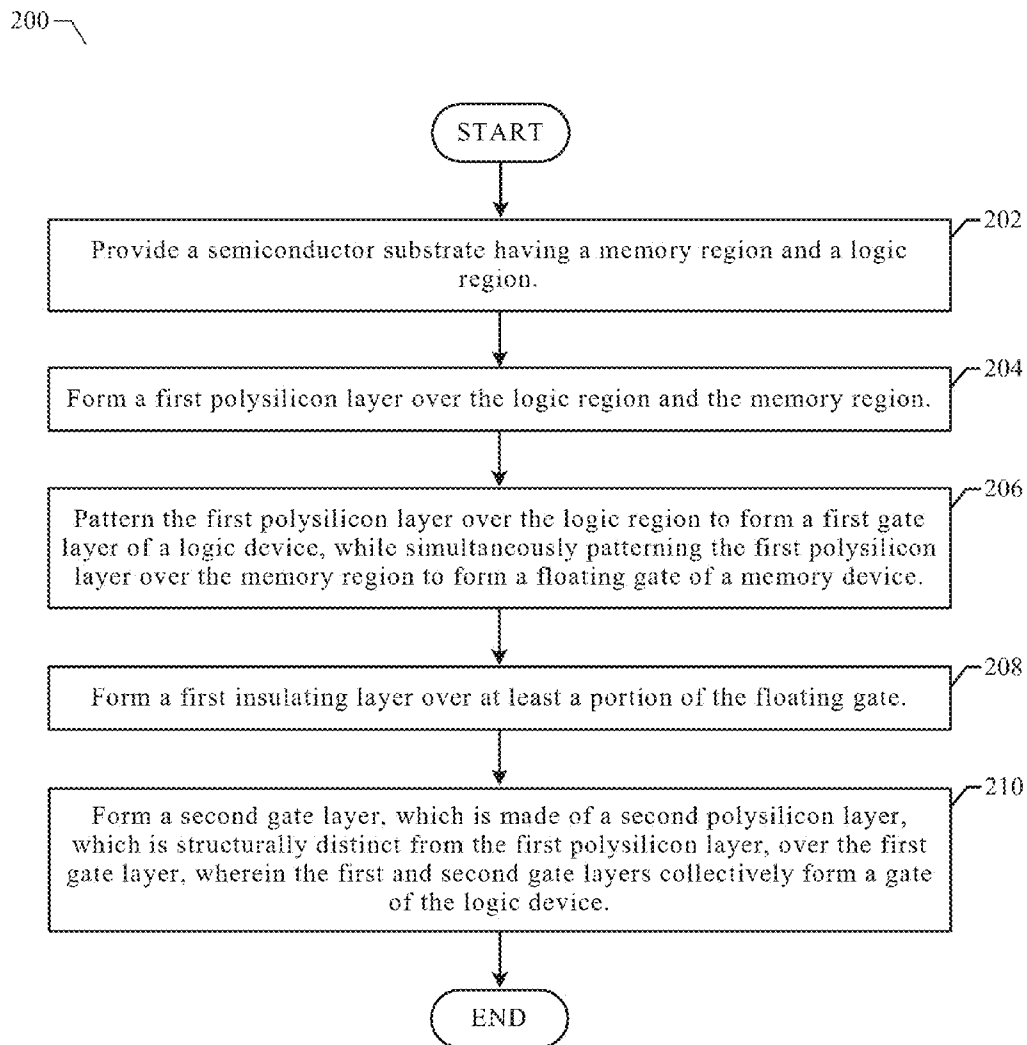 200
START
202
Provide a semiconductor substrate having a memory region and a logic
region.
204
Form a first polysilicon layer over the logic region and the memory region.
206
Pattern the first polysilicon layer over the logic region to form a first gate
layer of a logic device, while simultaneously patterning the first polysilicon
layer over the memory region to form a floating gate of a memory device.
208
Form a first insulating layer over at least a portion of the floating gate.
210
Form a second gate layer, which is made of a second polysilicon layer,
which is structurally distinct from the first polysilicon layer, over the first
gate layer, wherein the first and second gate layers collectively form a gate
of the logic device.
END